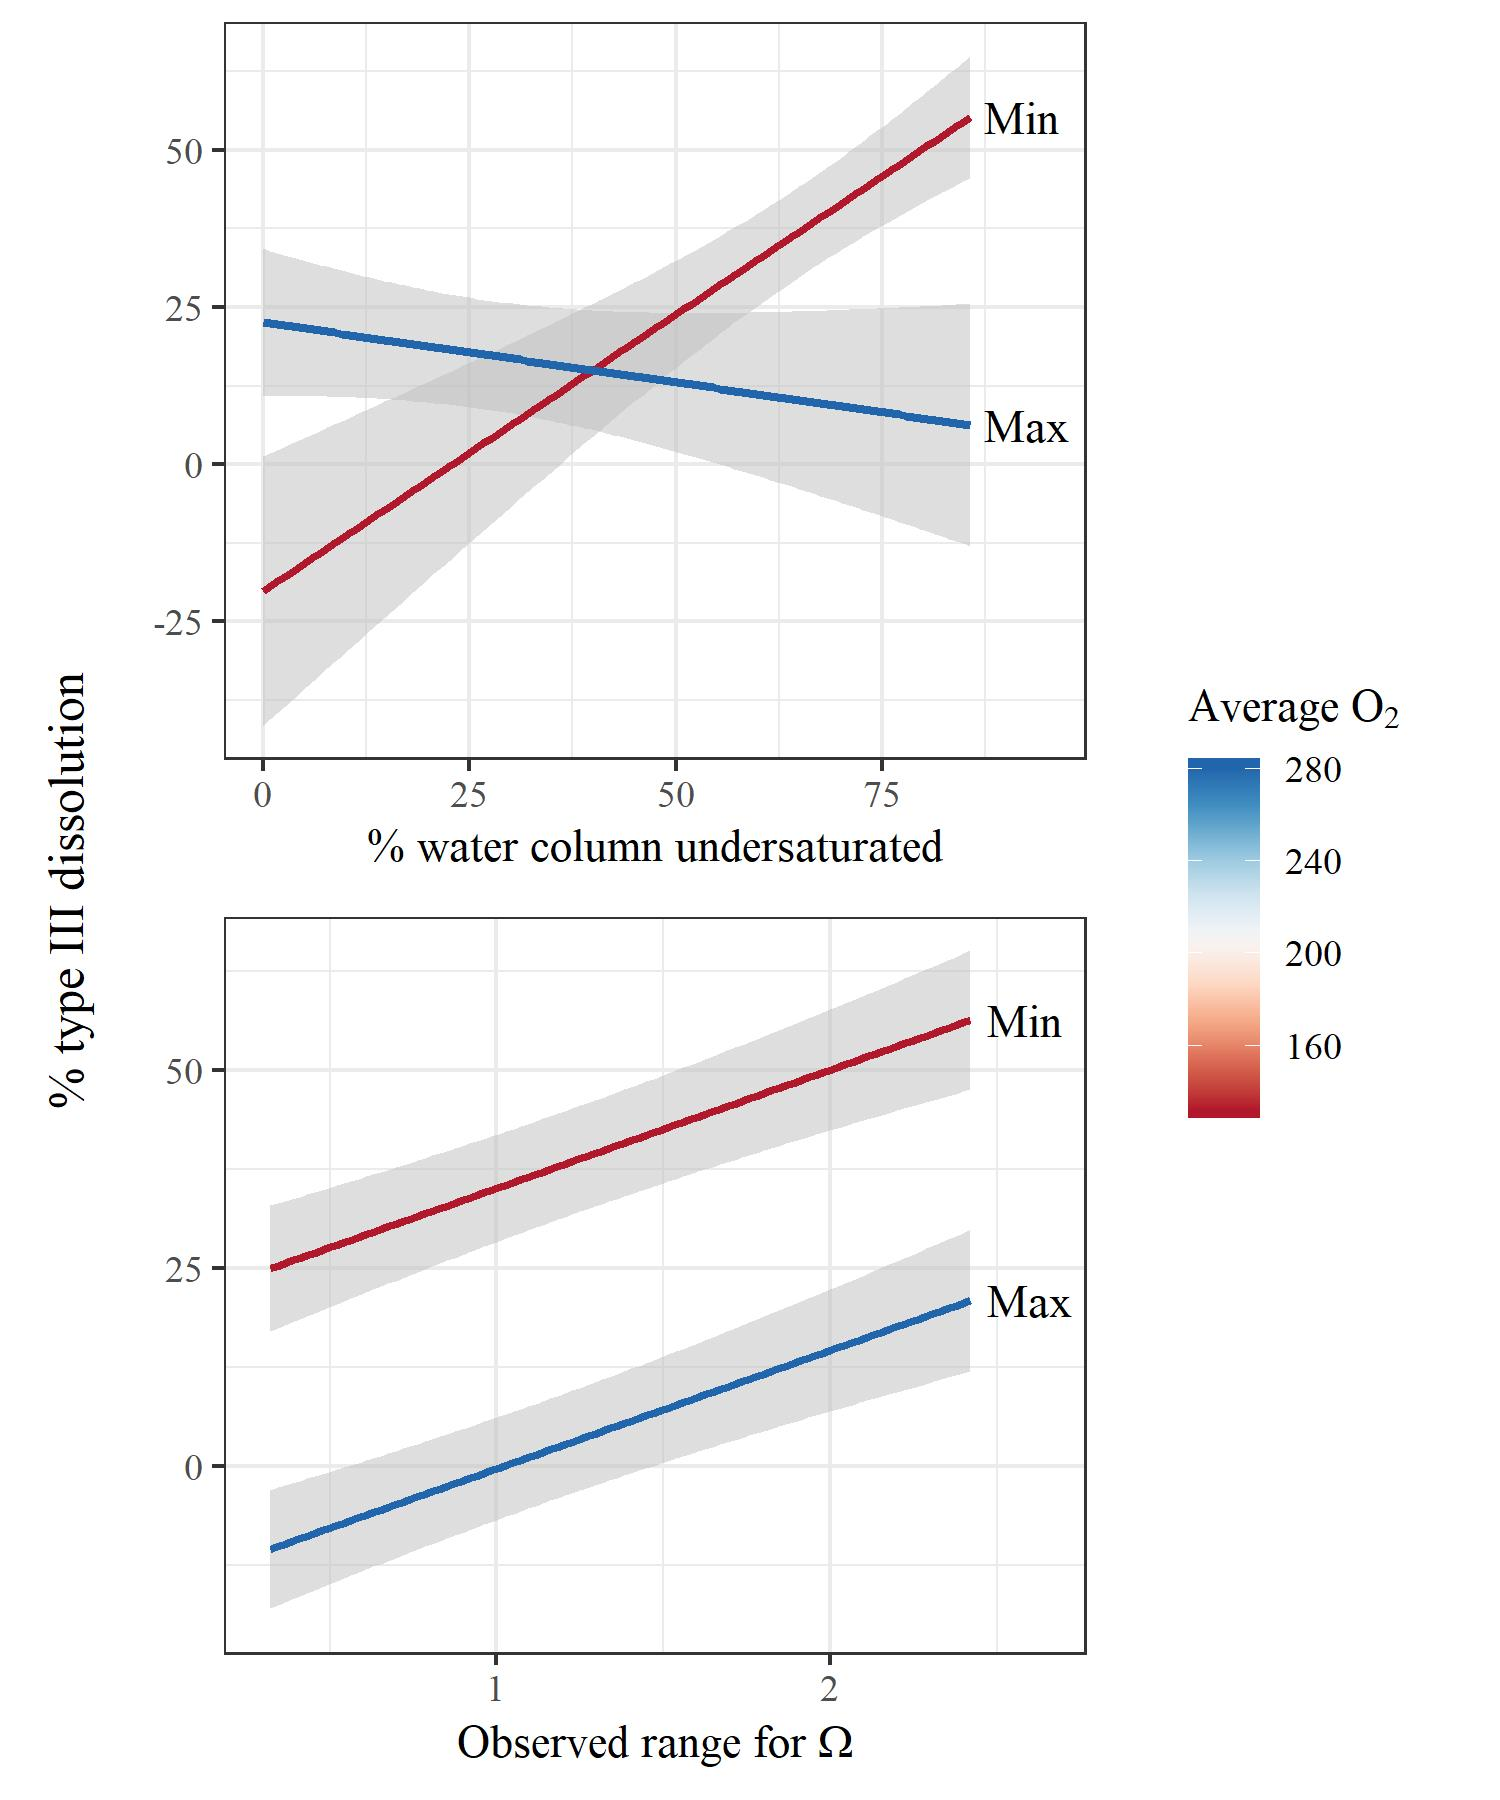 % type III dissolution
50
25
0
-25
Min
Max
0 25 50 75
% water column undersaturated
50
25
0
Min
Max
1 2
Observed range for Ω
Average O₂
280
240
200
160